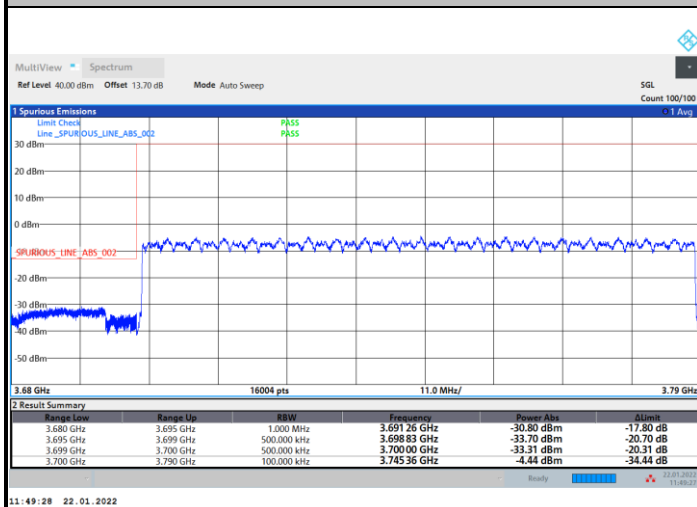 MultiView Spectrum
Ref Level 40.00 dBm Offset 13.70 dB Mode Auto Sweep SGL
Count 100/100
1 Spurious Emissions 1 Avg
Limit Check PASS
Line _SPURIOUS_LINE_ABS_002 PASS
30 dBm
20 dBm
10 dBm
0 dBm
SPURIOUS_LINE_ABS_002
-20 dBm
-30 dBm
-40 dBm
-50 dBm
3.68 GHz 16004 pts 11.0 MHz/ 3.79 GHz
2 Result Summary
Range Low Range Up RBW Frequency Power Abs ΔLimit
3.680 GHz 3.695 GHz 1.000 MHz 3.691 26 GHz -30.80 dBm -17.80 dB
3.695 GHz 3.699 GHz 500.000 kHz 3.698 83 GHz -33.70 dBm -20.70 dB
3.699 GHz 3.700 GHz 500.000 kHz 3.700 00 GHz -33.31 dBm -20.31 dB
3.700 GHz 3.790 GHz 100.000 kHz 3.745 36 GHz -4.44 dBm -34.44 dB
Ready 22.01.2022
11:49:27
11:49:28 22.01.2022